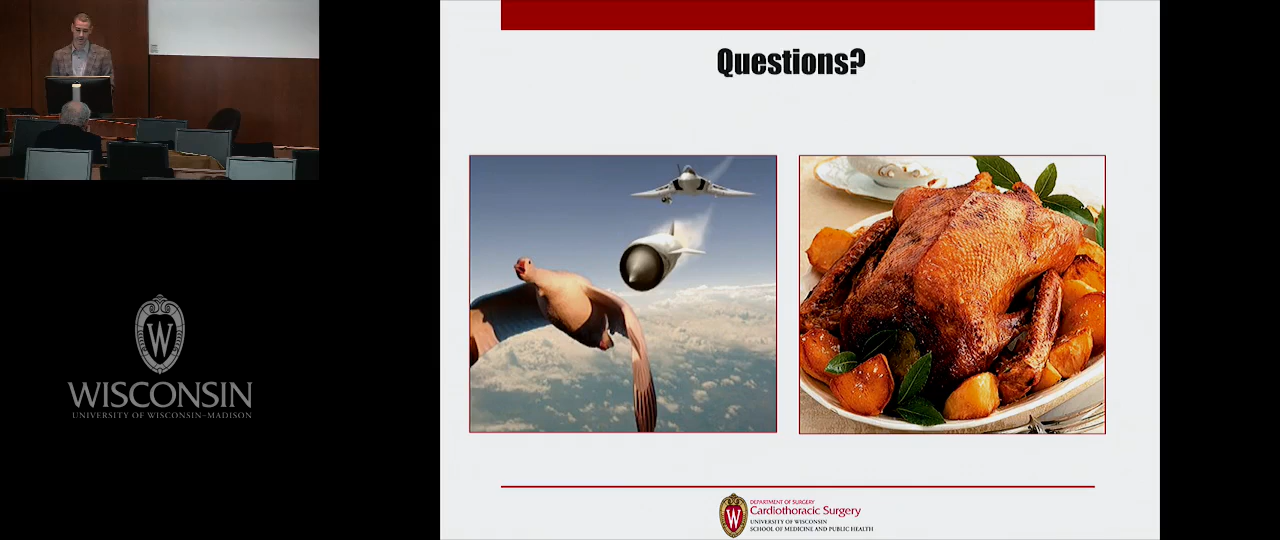 Questions?
W
WISCONSIN
UNIVERSITY OF WISCONSIN–MADISON
W
DEPARTMENT OF SURGERY
Cardiothoracic Surgery
UNIVERSITY OF WISCONSIN
SCHOOL OF MEDICINE AND PUBLIC HEALTH